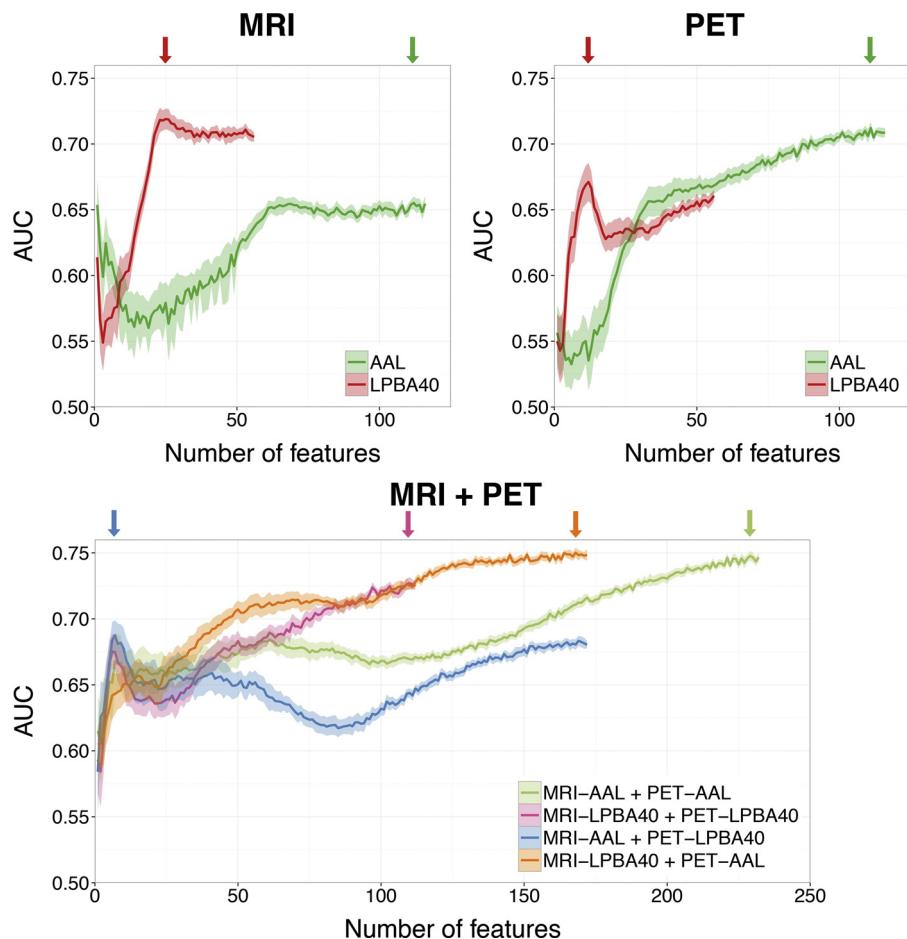 MRI
PET
0.75
0.70
0.65
0.60
0.55
0.50
AUC
0
50
100
Number of features
AAL
LPBA40
0.75
0.70
0.65
0.60
0.55
0.50
AUC
0
50
100
Number of features
AAL
LPBA40
MRI + PET
0.75
0.70
0.65
0.60
0.55
0.50
AUC
MRI−AAL + PET−AAL
MRI−LPBA40 + PET−LPBA40
MRI−AAL + PET−LPBA40
MRI−LPBA40 + PET−AAL
0
50
100
150
200
250
Number of features